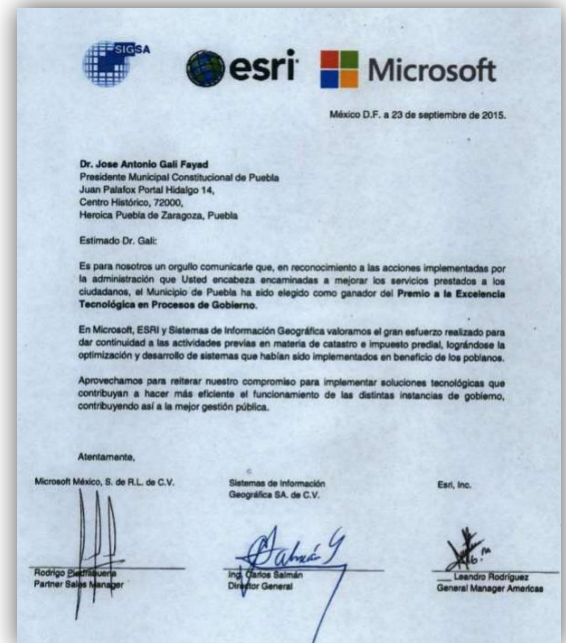 SIGSA esri Microsoft
México D.F. a 23 de septiembre de 2015.
Dr. Jose Antonio Gali Fayad
Presidente Municipal Constitucional de Puebla
Juan Palafox Portal Hidalgo 14,
Centro Histórico, 72000,
Heroica Puebla de Zaragoza, Puebla
Estimado Dr. Gali:
Es para nosotros un orgullo comunicarle que, en reconocimiento a las acciones implementadas por
la administración que Usted encabeza encaminadas a mejorar los servicios prestados a los
ciudadanos, el Municipio de Puebla ha sido elegido como ganador del Premio a la Excelencia
Tecnológica en Procesos de Gobierno.
En Microsoft, ESRI y Sistemas de Información Geográfica valoramos el gran esfuerzo realizado para
dar continuidad a las actividades previas en materia de catastro e impuesto predial, lográndose la
optimización y desarrollo de sistemas que habían sido implementados en beneficio de los poblanos.
Aprovechamos para reiterar nuestro compromiso para implementar soluciones tecnológicas que
contribuyan a hacer más eficiente el funcionamiento de las distintas instancias de gobierno,
contribuyendo así a la mejor gestión pública.
Atentamente,
Microsoft México, S. de R.L. de C.V.
Rodrigo Piedrabuena
Partner Sales Manager
Sistemas de Información
Geográfica SA. de C.V.
Ing. Carlos Salmán
Director General
Esri, Inc.
Leandro Rodríguez
General Manager Americas